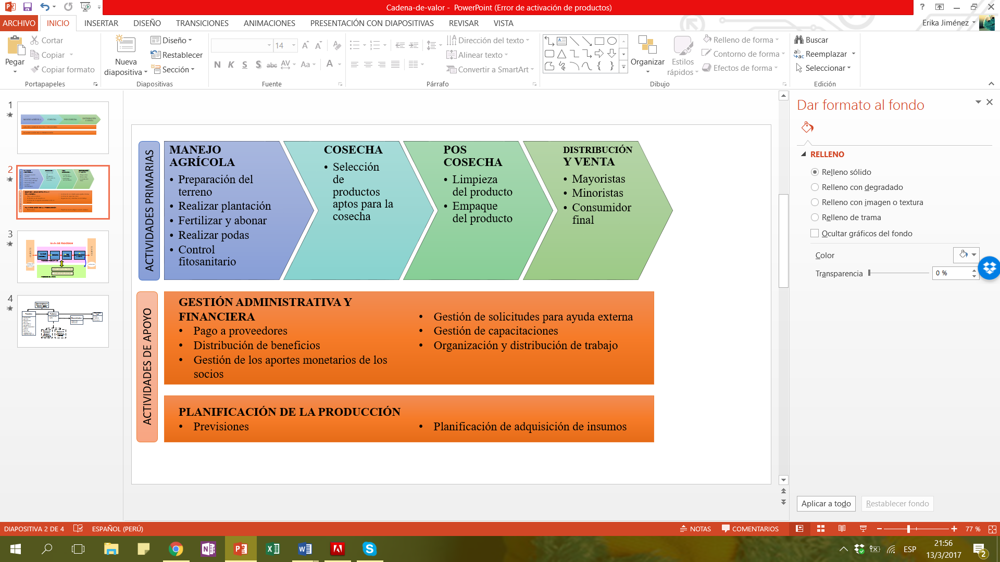 Cadena-de-valor - PowerPoint (Error de activación de productos)
?
ARCHIVO INICIO INSERTAR DISEÑO TRANSICIONES ANIMACIONES PRESENTACIÓN CON DIAPOSITIVAS REVISAR VISTA
Erika Jiménez
Pegar
Cortar
Copiar
Copiar formato
Portapapeles
Nueva
diapositiva
Diseño
Restablecer
Sección
Diapositivas
14
N K S S abc AV Aa A
Fuente
Dirección del texto
Alinear texto
Convertir a SmartArt
Párrafo
Organizar
Estilos
rápidos
Relleno de forma
Contorno de forma
Efectos de forma
Dibujo
Buscar
Reemplazar
Seleccionar
Edición
1
2
3
MAPA DE PROCESOS
4
ACTIVIDADES PRIMARIAS
MANEJO
AGRÍCOLA
• Preparación del
terreno
• Realizar plantación
• Fertilizar y abonar
• Realizar podas
• Control
fitosanitario
COSECHA
• Selección
de
productos
aptos para la
cosecha
POS
COSECHA
• Limpieza
del producto
• Empaque
del producto
DISTRIBUCIÓN
Y VENTA
• Mayoristas
• Minoristas
• Consumidor
final
ACTIVIDADES DE APOYO
GESTIÓN ADMINISTRATIVA Y
FINANCIERA
• Pago a proveedores
• Distribución de beneficios
• Gestión de los aportes monetarios de los
socios
• Gestión de solicitudes para ayuda externa
• Gestión de capacitaciones
• Organización y distribución de trabajo
PLANIFICACIÓN DE LA PRODUCCIÓN
• Previsiones
• Planificación de adquisición de insumos
Dar formato al fondo
RELLENO
Relleno sólido
Relleno con degradado
Relleno con imagen o textura
Relleno de trama
Ocultar gráficos del fondo
Color
Transparencia
0 %
Aplicar a todo
Restablecer fondo
DIAPOSITIVA 2 DE 4
ESPAÑOL (PERÚ)
NOTAS
COMENTARIOS
77 %
ESP
21:56
13/3/2017
2